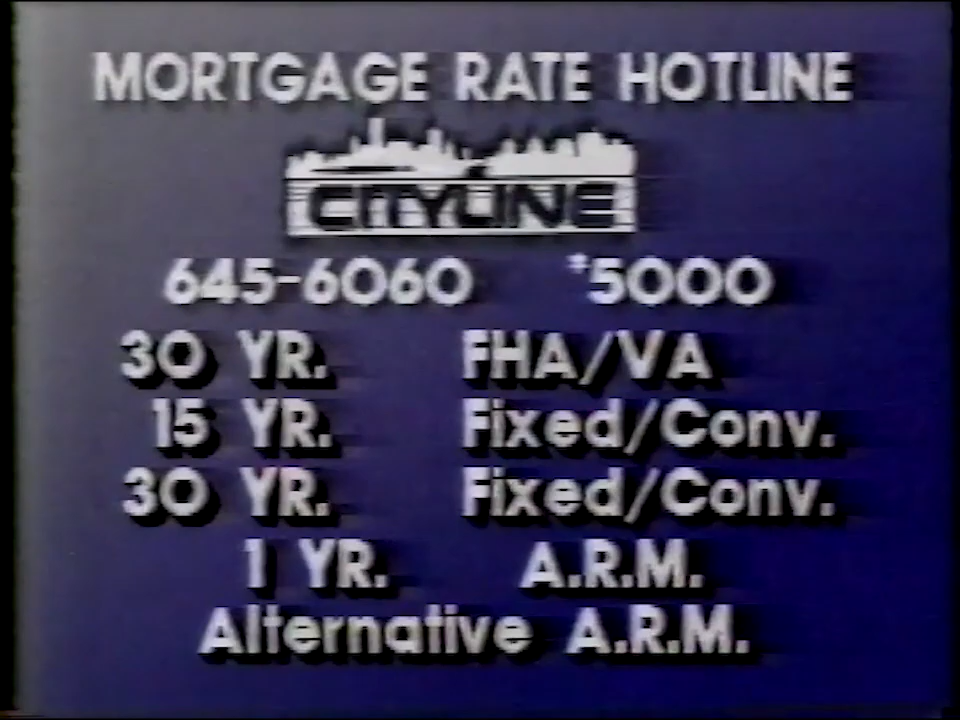 MORTGAGE RATE HOTLINE
CITYLINE
645-6060 *5000
30 YR. FHA/VA
15 YR. Fixed/Conv.
30 YR. Fixed/Conv.
1 YR. A.R.M.
Alternative A.R.M.